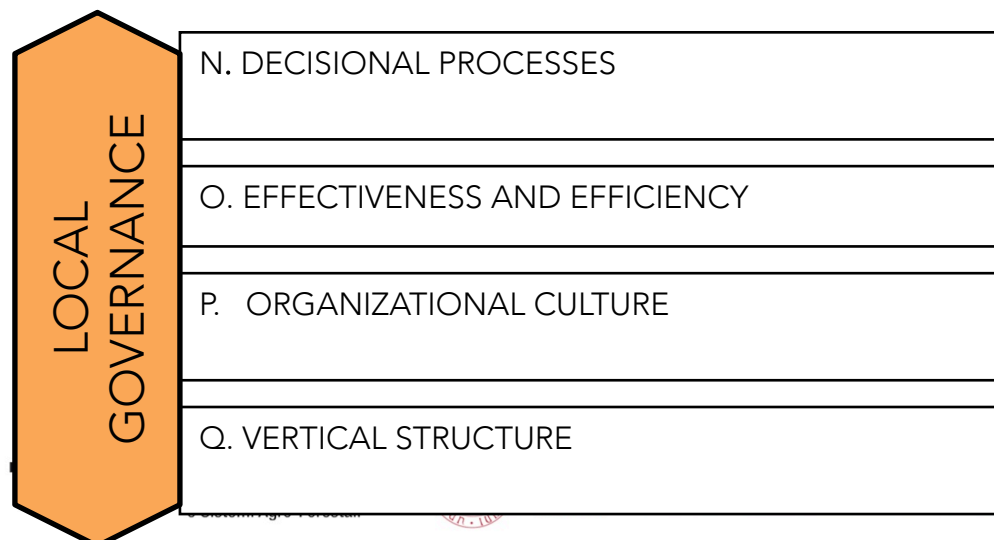 LOCAL
GOVERNANCE
N. DECISIONAL PROCESSES
O. EFFECTIVENESS AND EFFICIENCY
P. ORGANIZATIONAL CULTURE
Q. VERTICAL STRUCTURE